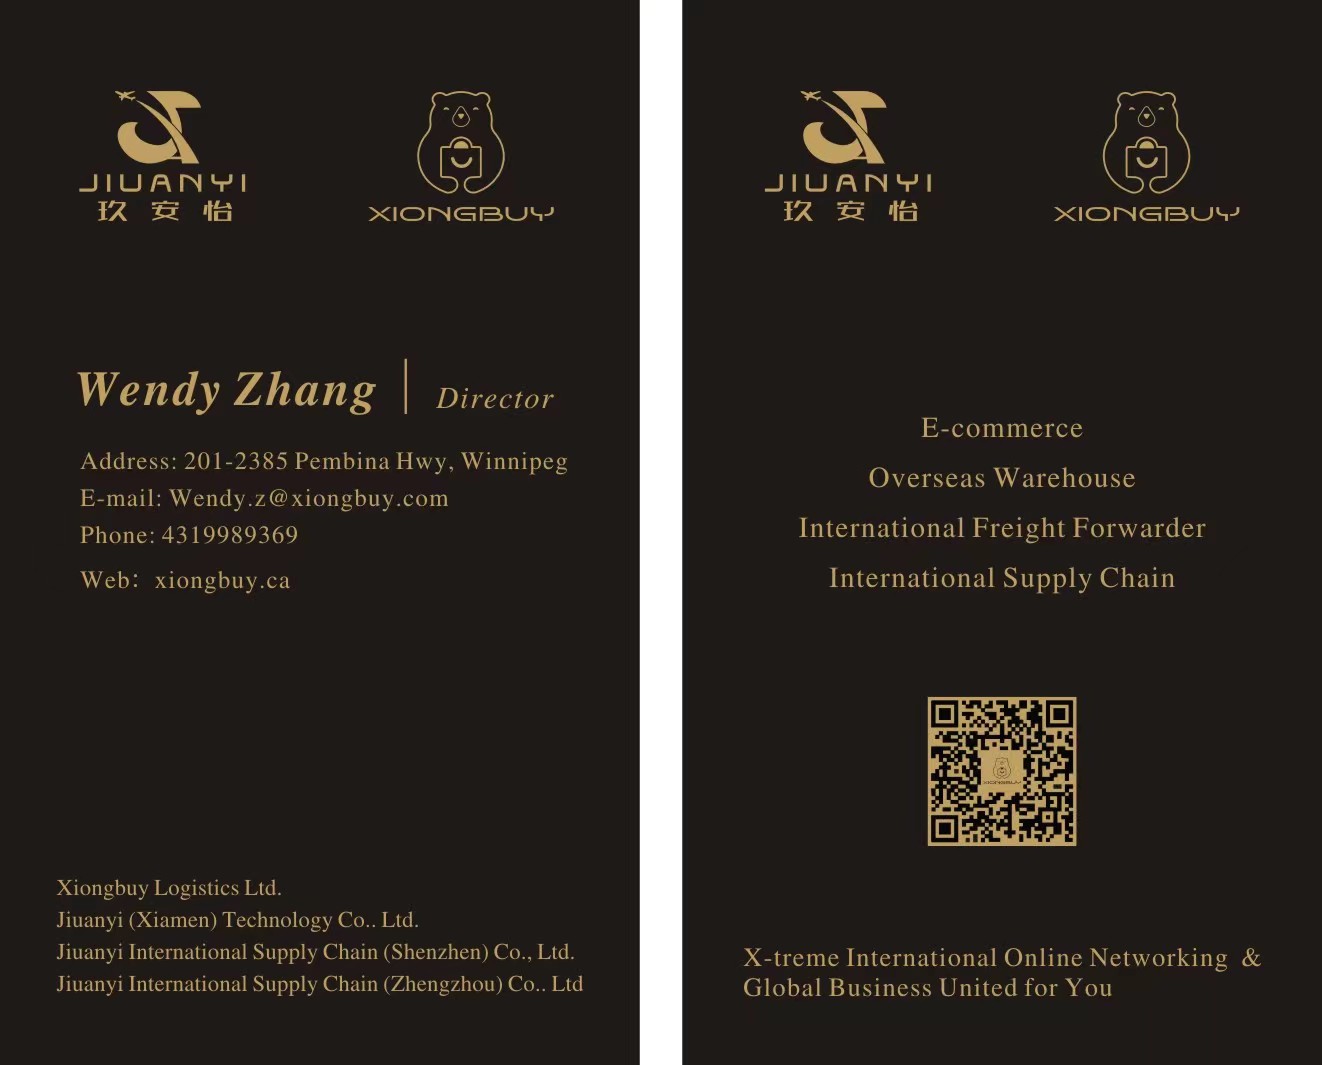 JIUANYI
玖安怡
XIONGBUY
Wendy Zhang | Director
Address: 201-2385 Pembina Hwy, Winnipeg
E-mail: Wendy.z@xiongbuy.com
Phone: 4319989369
Web：xiongbuy.ca
Xiongbuy Logistics Ltd.
Jiuanyi (Xiamen) Technology Co.. Ltd.
Jiuanyi International Supply Chain (Shenzhen) Co., Ltd.
Jiuanyi International Supply Chain (Zhengzhou) Co.. Ltd
JIUANYI
玖安怡
XIONGBUY
E-commerce
Overseas Warehouse
International Freight Forwarder
International Supply Chain
XIONGBUY
X-treme International Online Networking &
Global Business United for You